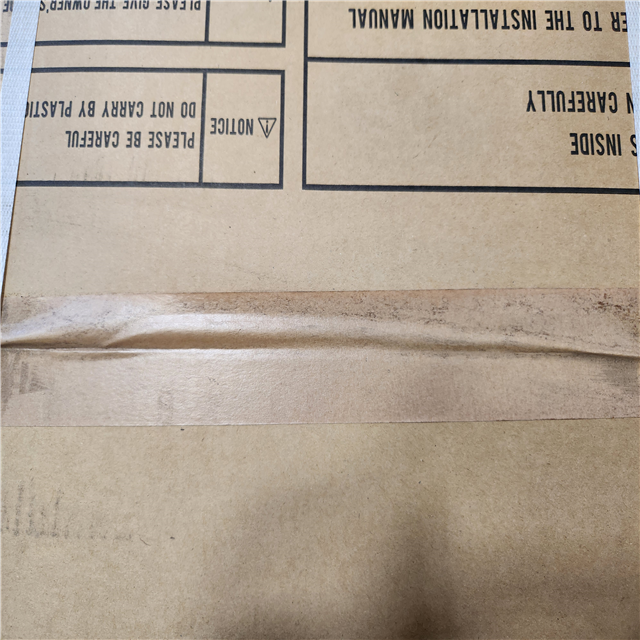 INSIDE
CAREFULLY
TO THE INSTALLATION MANUAL
NOTICE
PLEASE BE CAREFUL
DO NOT CARRY BY PLASTIC
PLEASE GIVE THE OWNER'S